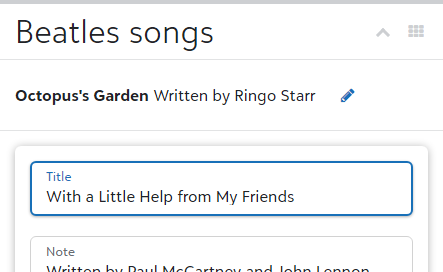 Beatles songs
Octopus's Garden Written by Ringo Starr
Title
With a Little Help from My Friends
Note
Written by Paul McCartney and John Lennon